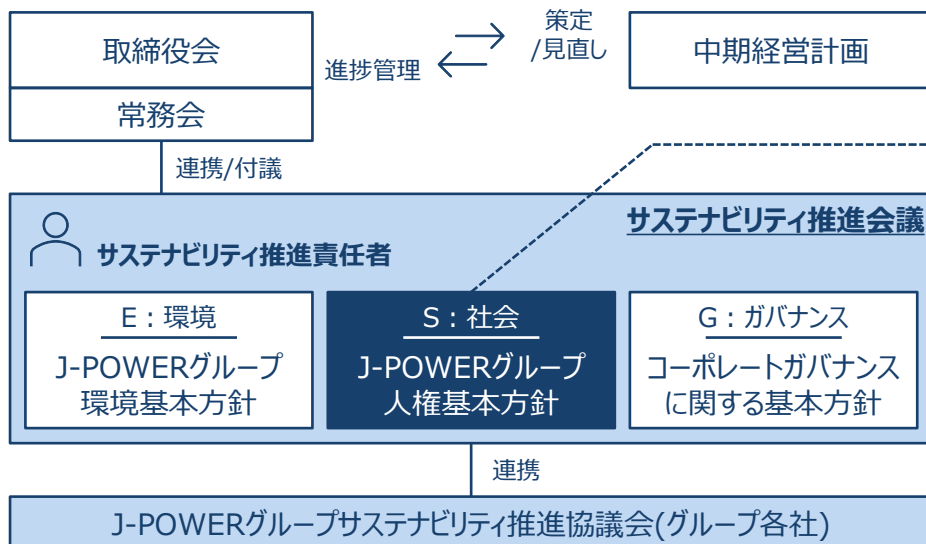 取締役会
常務会
進捗管理
策定
/見直し
中期経営計画
連携/付議
サステナビリティ推進会議
サステナビリティ推進責任者
E：環境
J-POWERグループ
環境基本方針
S：社会
J-POWERグループ
人権基本方針
G：ガバナンス
コーポレートガバナンス
に関する基本方針
連携
J-POWERグループサステナビリティ推進協議会(グループ各社)